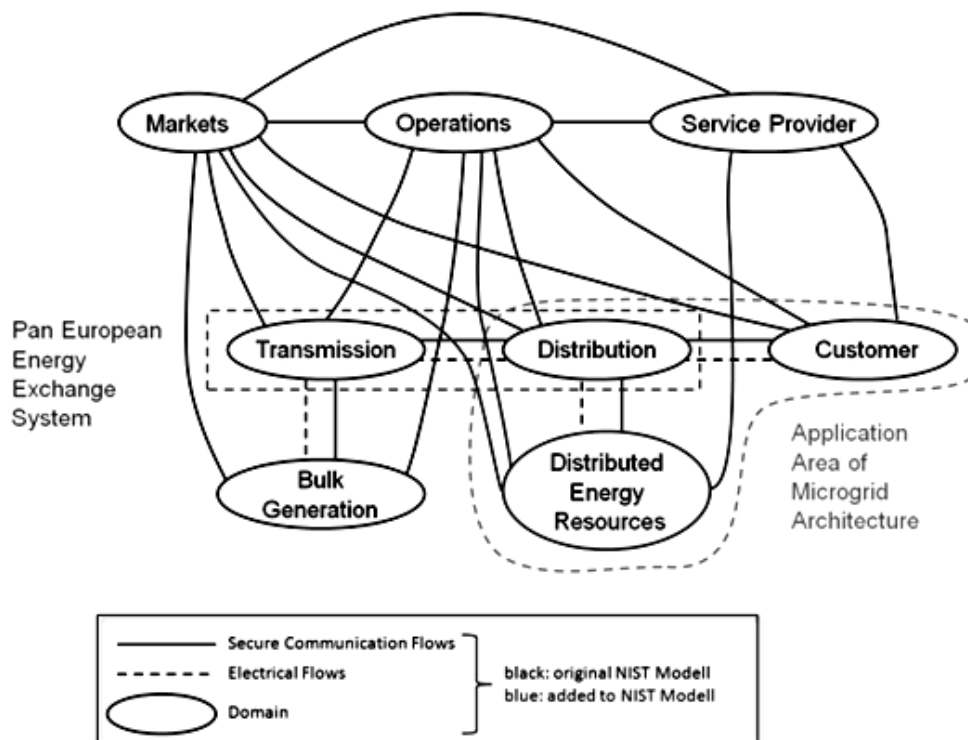 Markets
Operations
Service Provider
Pan European
Energy
Exchange
System
Transmission
Distribution
Customer
Bulk
Generation
Distributed
Energy
Resources
Application
Area of
Microgrid
Architecture
Secure Communication Flows
Electrical Flows
Domain
black: original NIST Modell
blue: added to NIST Modell